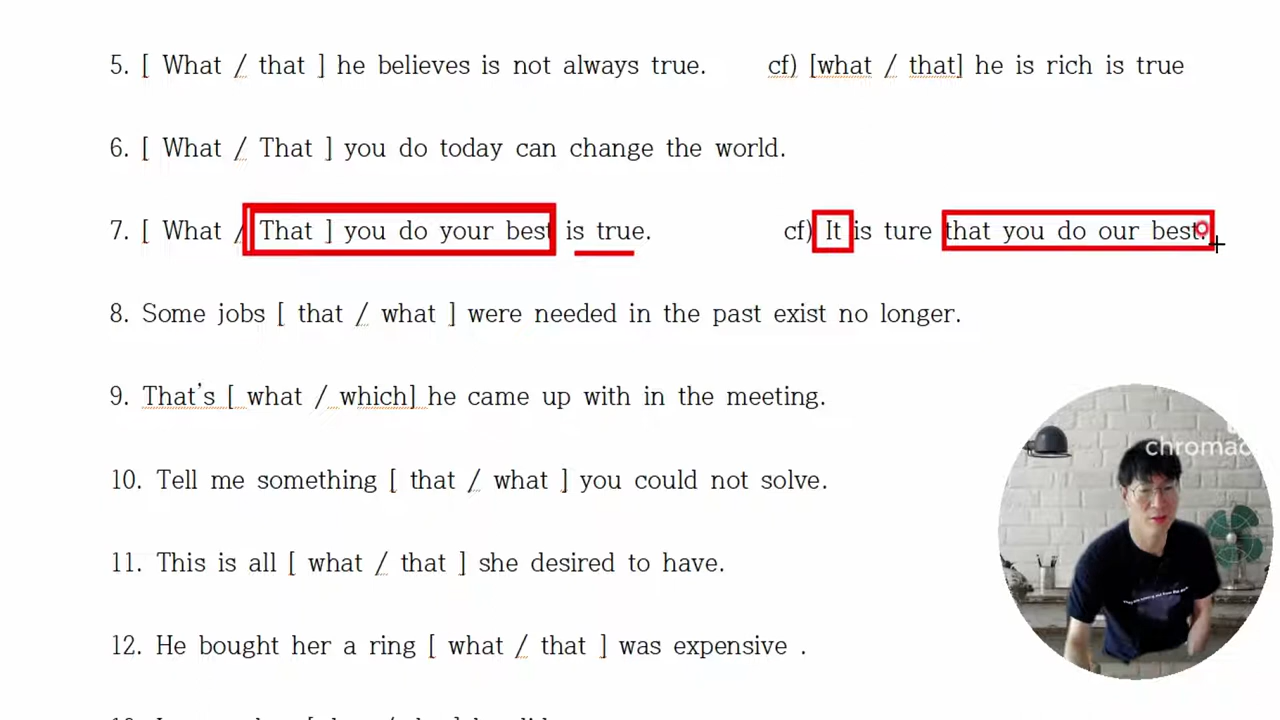 5. [ What / that ] he believes is not always true. cf) [what / that] he is rich is true
6. [ What / That ] you do today can change the world.
7. [ What / That ] you do your best is true. cf) It is ture that you do our best.
8. Some jobs [ that / what ] were needed in the past exist no longer.
9. That's [ what / which] he came up with in the meeting.
10. Tell me something [ that / what ] you could not solve.
11. This is all [ what / that ] she desired to have.
12. He bought her a ring [ what / that ] was expensive .
chromac